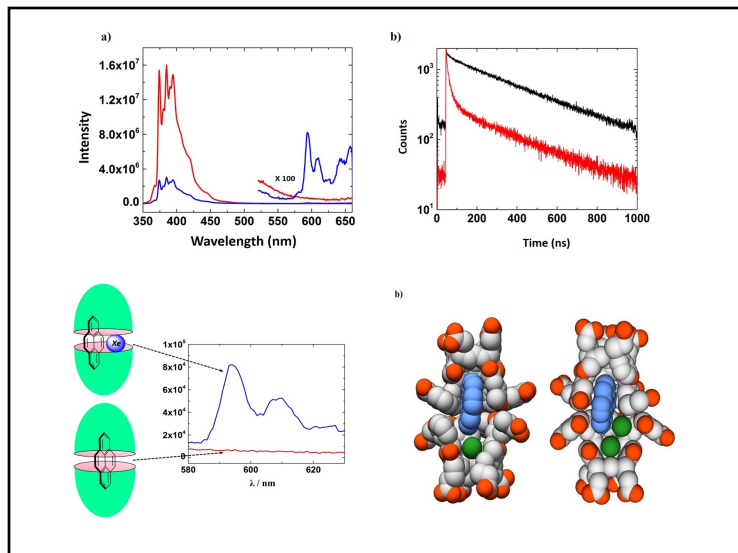 a)
1.6x10⁷
1.2x10⁷
8.0x10⁶
4.0x10⁶
0.0
Intensity
X 100
350 400 450 500 550 600 650
Wavelength (nm)
b)
10³
10²
10¹
Counts
0 200 400 600 800 1000
Time (ns)
Xe
1x10⁵
8x10⁴
6x10⁴
4x10⁴
2x10⁴
0
580 600 620
λ / nm
b)